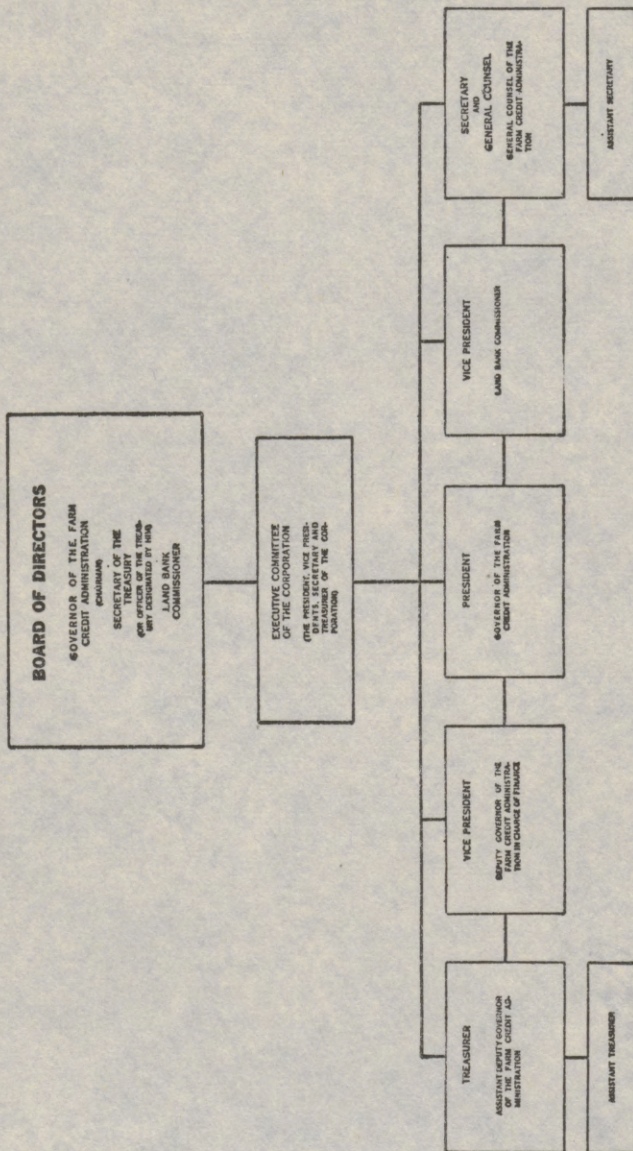 BOARD OF DIRECTORS
GOVERNOR OF THE FARM
CREDIT ADMINISTRATION
(CHAIRMAN)
SECRETARY OF THE
TREASURY
(OR OFFICER OF THE TREAS-
URY DESIGNATED BY HIM)
LAND BANK
COMMISSIONER
EXECUTIVE COMMITTEE
OF THE CORPORATION
(THE PRESIDENT, VICE PRESI-
DENTS, SECRETARY AND
TREASURER OF THE COR-
PORATION)
TREASURER
ASSISTANT DEPUTY GOVERNOR
OF THE FARM CREDIT AD-
MINISTRATION
VICE PRESIDENT
DEPUTY GOVERNOR OF THE
FARM CREDIT ADMINISTRA-
TION IN CHARGE OF FINANCE
PRESIDENT
GOVERNOR OF THE FARM
CREDIT ADMINISTRATION
VICE PRESIDENT
LAND BANK COMMISSIONER
SECRETARY
AND
GENERAL COUNSEL
GENERAL COUNSEL OF THE
FARM CREDIT ADMINISTRA-
TION
ASSISTANT TREASURER
ASSISTANT SECRETARY